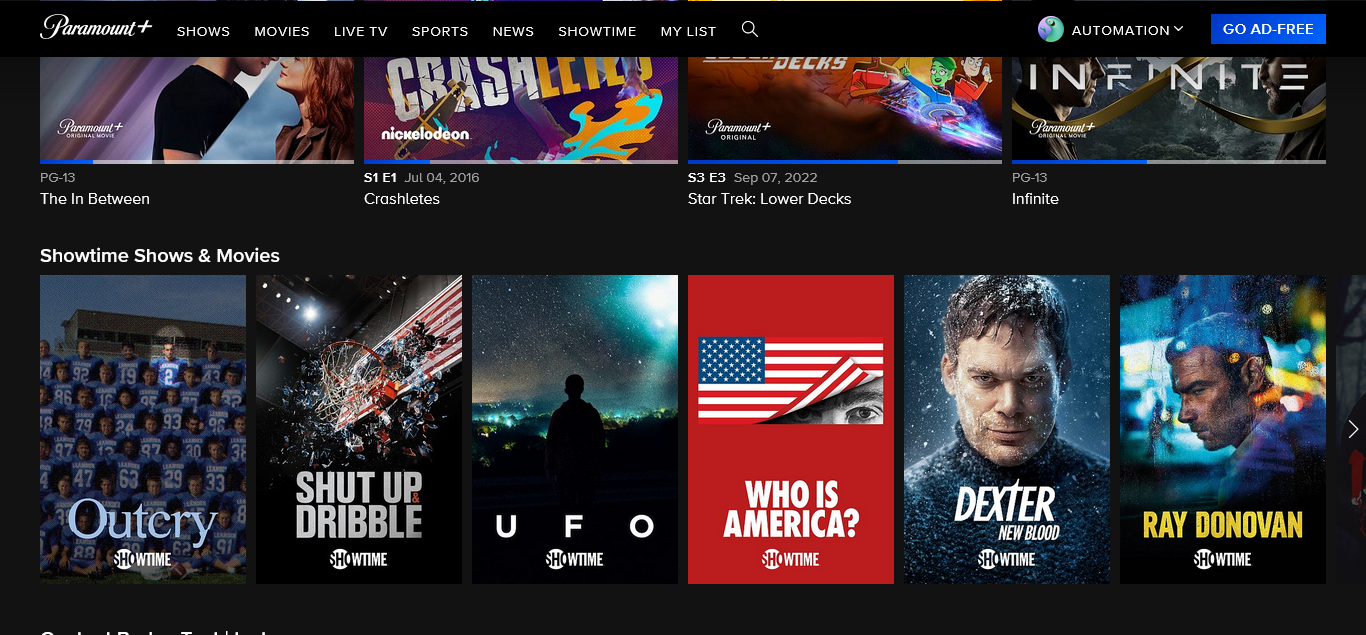 Paramount+ SHOWS MOVIES LIVE TV SPORTS NEWS SHOWTIME MY LIST AUTOMATION GO AD-FREE
Paramount+
ORIGINAL MOVIE
CRASHLETES
nickelodeon
DECKS
Paramount+
ORIGINAL
INFINITE
Paramount+
ORIGINAL MOVIE
PG-13
The In Between
S1 E1 Jul 04, 2016
Crashletes
S3 E3 Sep 07, 2022
Star Trek: Lower Decks
PG-13
Infinite
Showtime Shows & Movies
Outcry
SHOWTIME
SHUT UP &
DRIBBLE
SHOWTIME
UFO
SHOWTIME
WHO IS
AMERICA?
SHOWTIME
DEXTER
NEW BLOOD
SHOWTIME
RAY DONOVAN
SHOWTIME